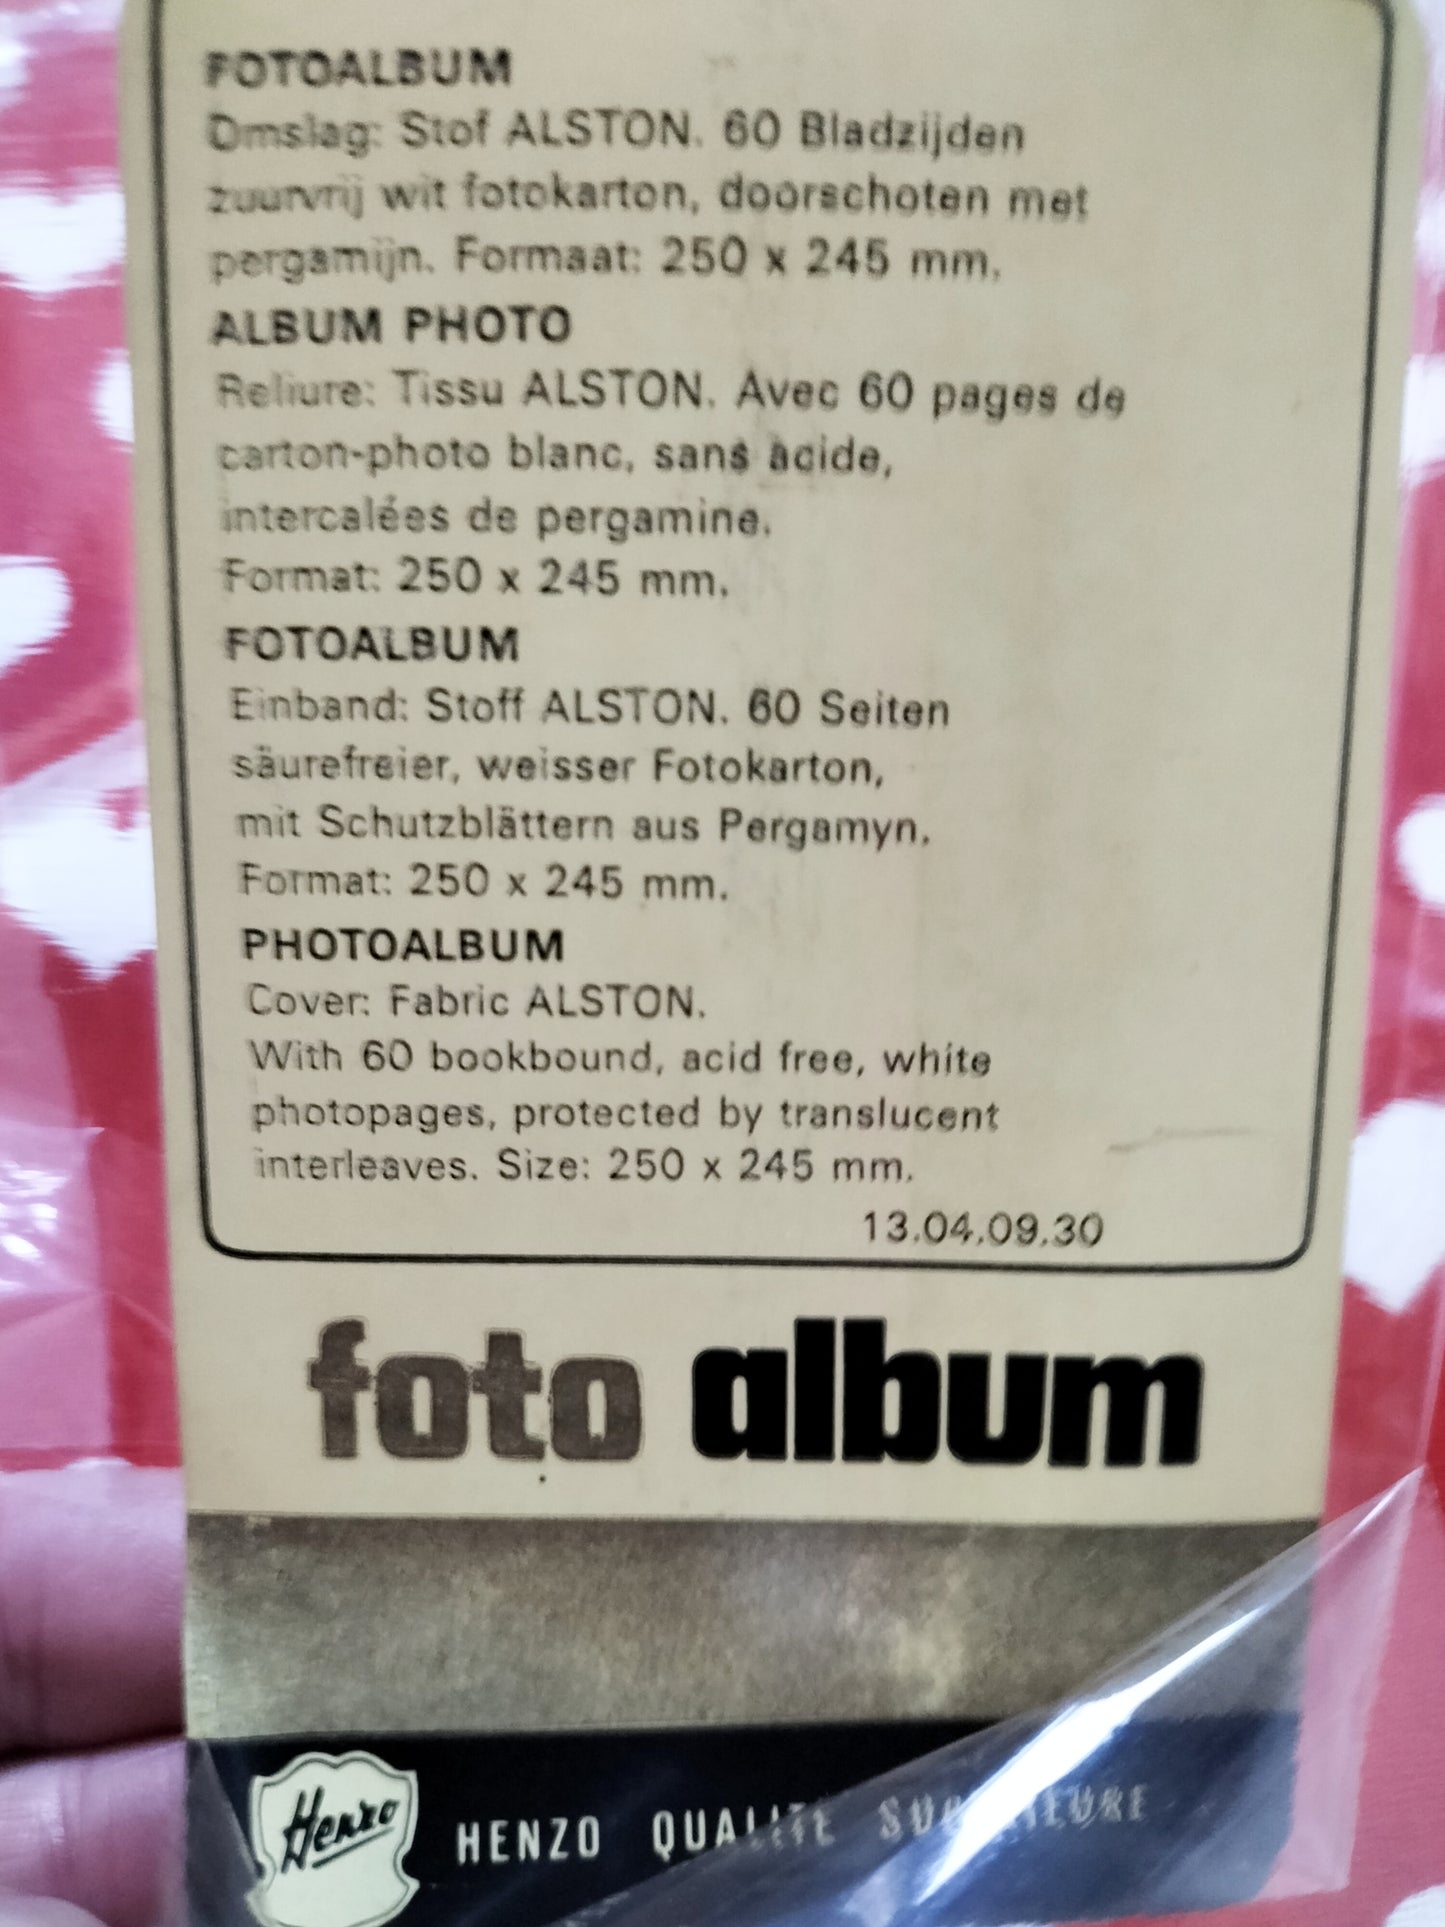 FOTOALBUM
Omslag: Stof ALSTON. 60 Bladzijden
zuurvrij wit fotokarton, doorschoten met
pergamijn. Formaat: 250 x 245 mm.
ALBUM PHOTO
Reliure: Tissu ALSTON. Avec 60 pages de
carton-photo blanc, sans acide,
intercalées de pergamine.
Format: 250 x 245 mm.
FOTOALBUM
Einband: Stoff ALSTON. 60 Seiten
säurefreier, weisser Fotokarton,
mit Schutzblättern aus Pergamyn.
Format: 250 x 245 mm.
PHOTOALBUM
Cover: Fabric ALSTON.
With 60 bookbound, acid free, white
photopages, protected by translucent
interleaves. Size: 250 x 245 mm.
13.04.09.30
foto album
Henzo
HENZO QUALITE SUPERIEURE